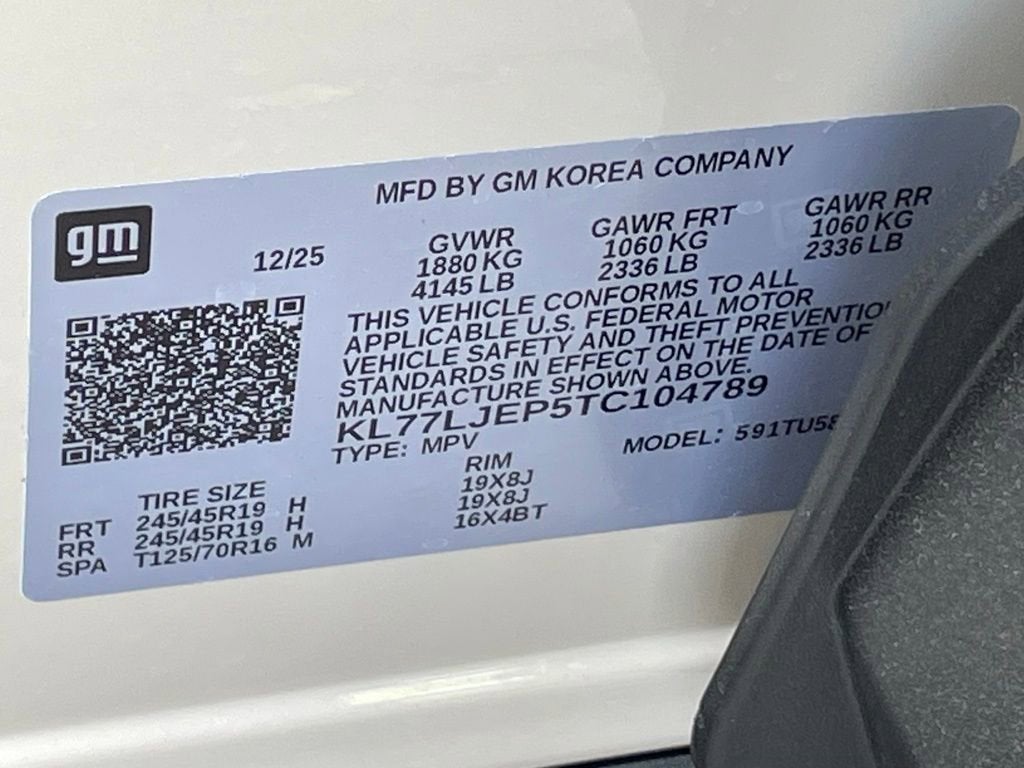 MFD BY GM KOREA COMPANY
gm
12/25
GVWR GAWR FRT GAWR RR
1880 KG 1060 KG 1060 KG
4145 LB 2336 LB 2336 LB
THIS VEHICLE CONFORMS TO ALL
APPLICABLE U.S. FEDERAL MOTOR
VEHICLE SAFETY AND THEFT
STANDARDS IN EFFECT ON THE DATE OF
MANUFACTURE SHOWN ABOVE.
KL77LJEP5TC104789
TYPE: MPV MODEL:
TIRE SIZE RIM
FRT 245/45R19 H 19X8J
RR 245/45R19 H 19X8J
SPA T125/70R16 M 16X4BT